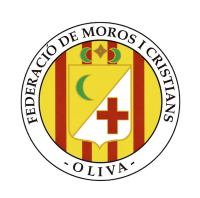 FEDERACIÓ DE MOROS I CRISTIANS
- OLIVA -